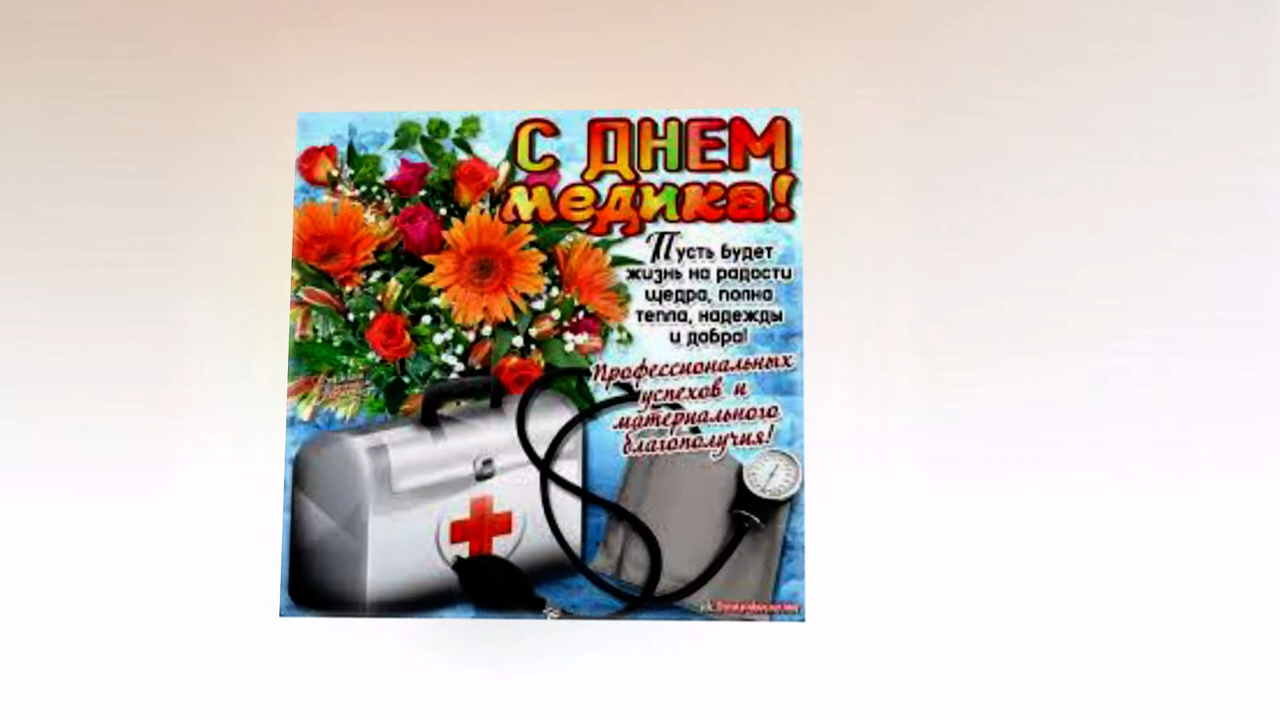 С ДНЕМ
медика!
Пусть будет
жизнь на радости
щедра, полна
тепла, надежды
и добра!
Профессиональных
успехов и
материального
благополучия!